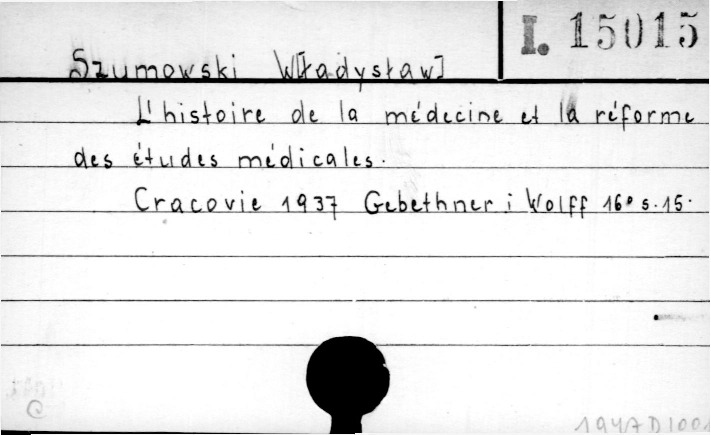 I. 15015
Szumowski W[ładysław]
L'histoire de la médecine et la réforme
des études médicales.
Cracovie 1937 Gebethner i Wolff 16° s. 15.
1947 D 1001